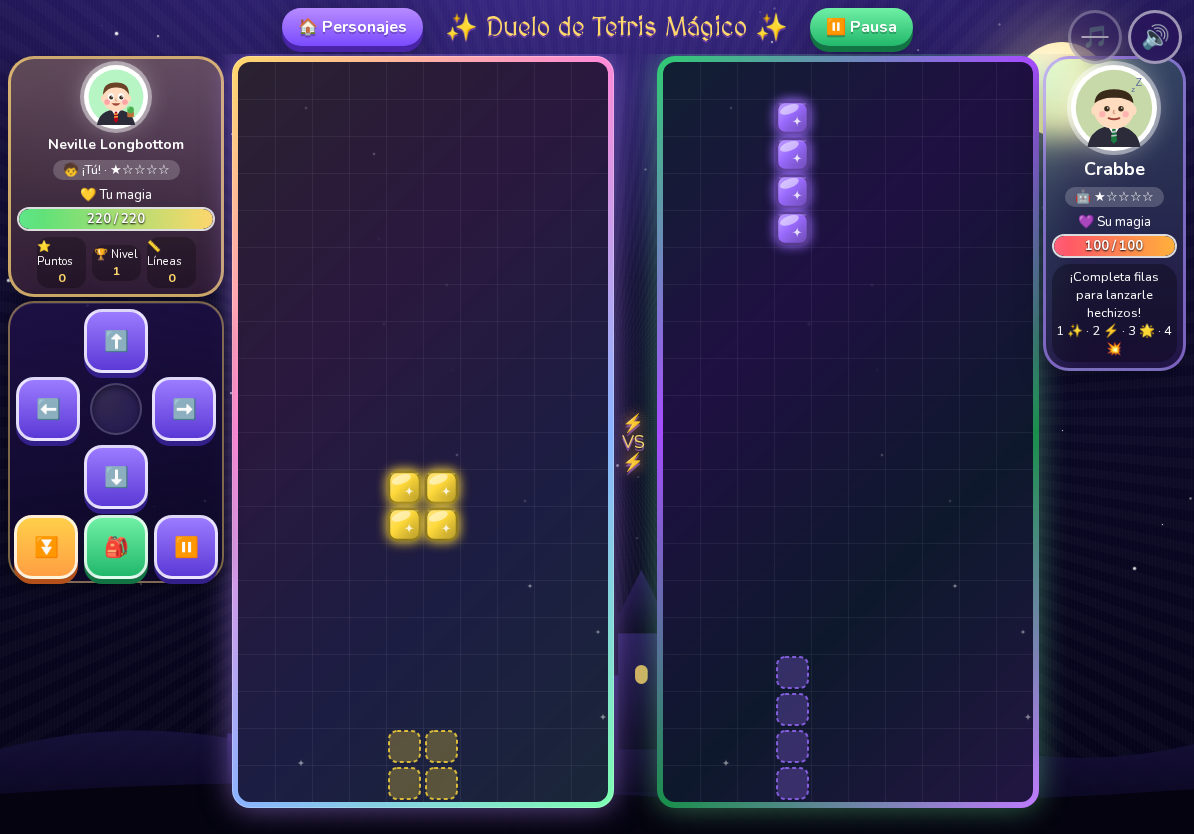 🏠 Personajes
✨ Duelo de Tetris Mágico ✨
⏸️ Pausa
Neville Longbottom
🧒 ¡Tú! · ★☆☆☆☆
💛 Tu magia
220 / 220
⭐ Puntos
0
🏆 Nivel
1
📏 Líneas
0
⚡
VS
⚡
z Z
Crabbe
🤖 ★☆☆☆☆
💜 Su magia
100 / 100
¡Completa filas
para lanzarle
hechizos!
1 ✨ · 2 ⚡ · 3 🌟 · 4
💥